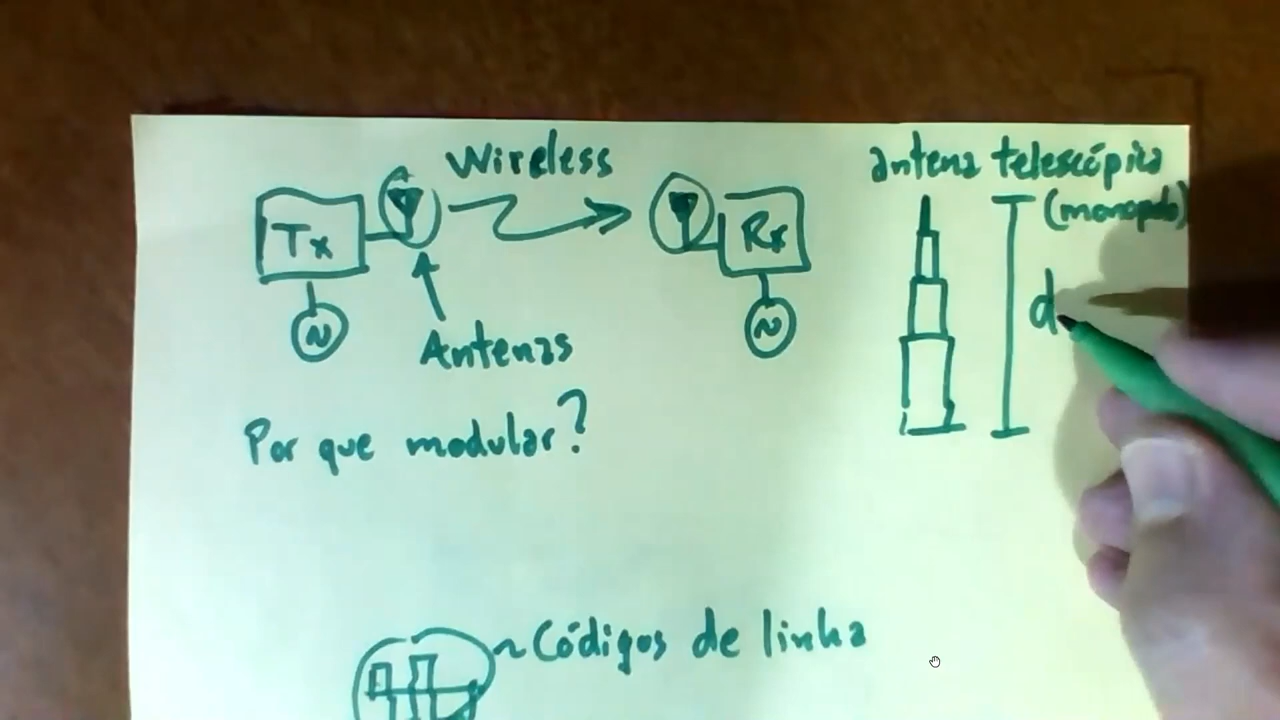 Wireless
antena telescópica
(monopolo)
Tx
Rx
d
~
~
Antenas
Por que modular?
~Códigos de linha